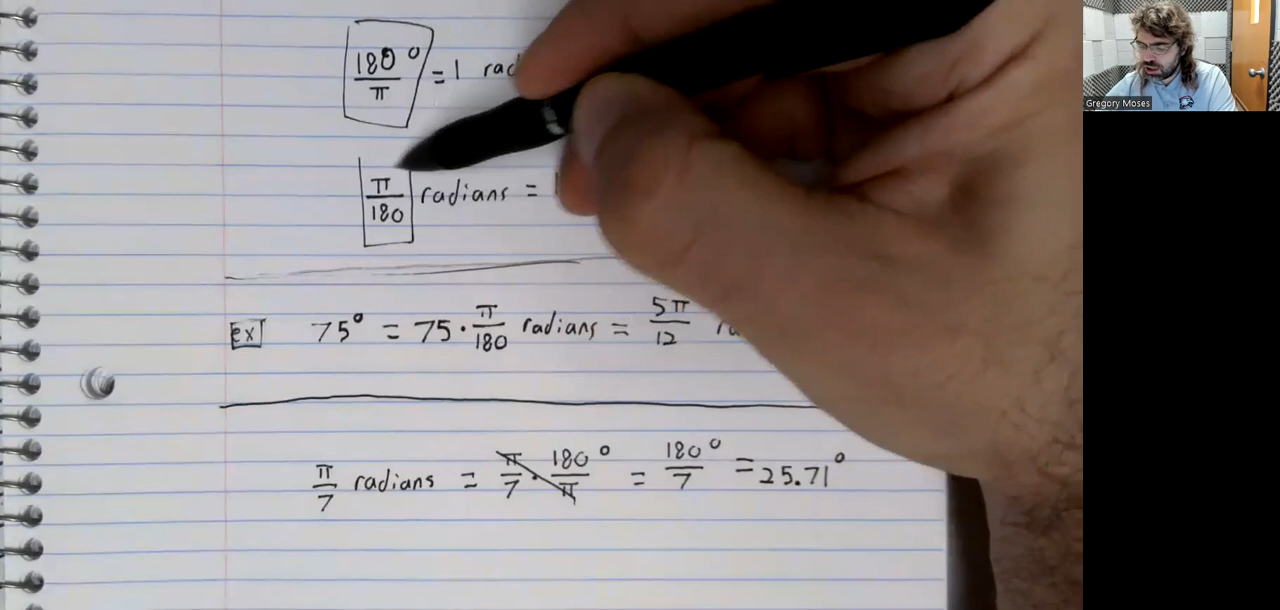 180°/π = 1 rad
Gregory Moses
π/180 radians =
ex 75° = 75 · π/180 radians = 5π/12
π/7 radians = π/7 · 180°/π = 180°/7 = 25.71°